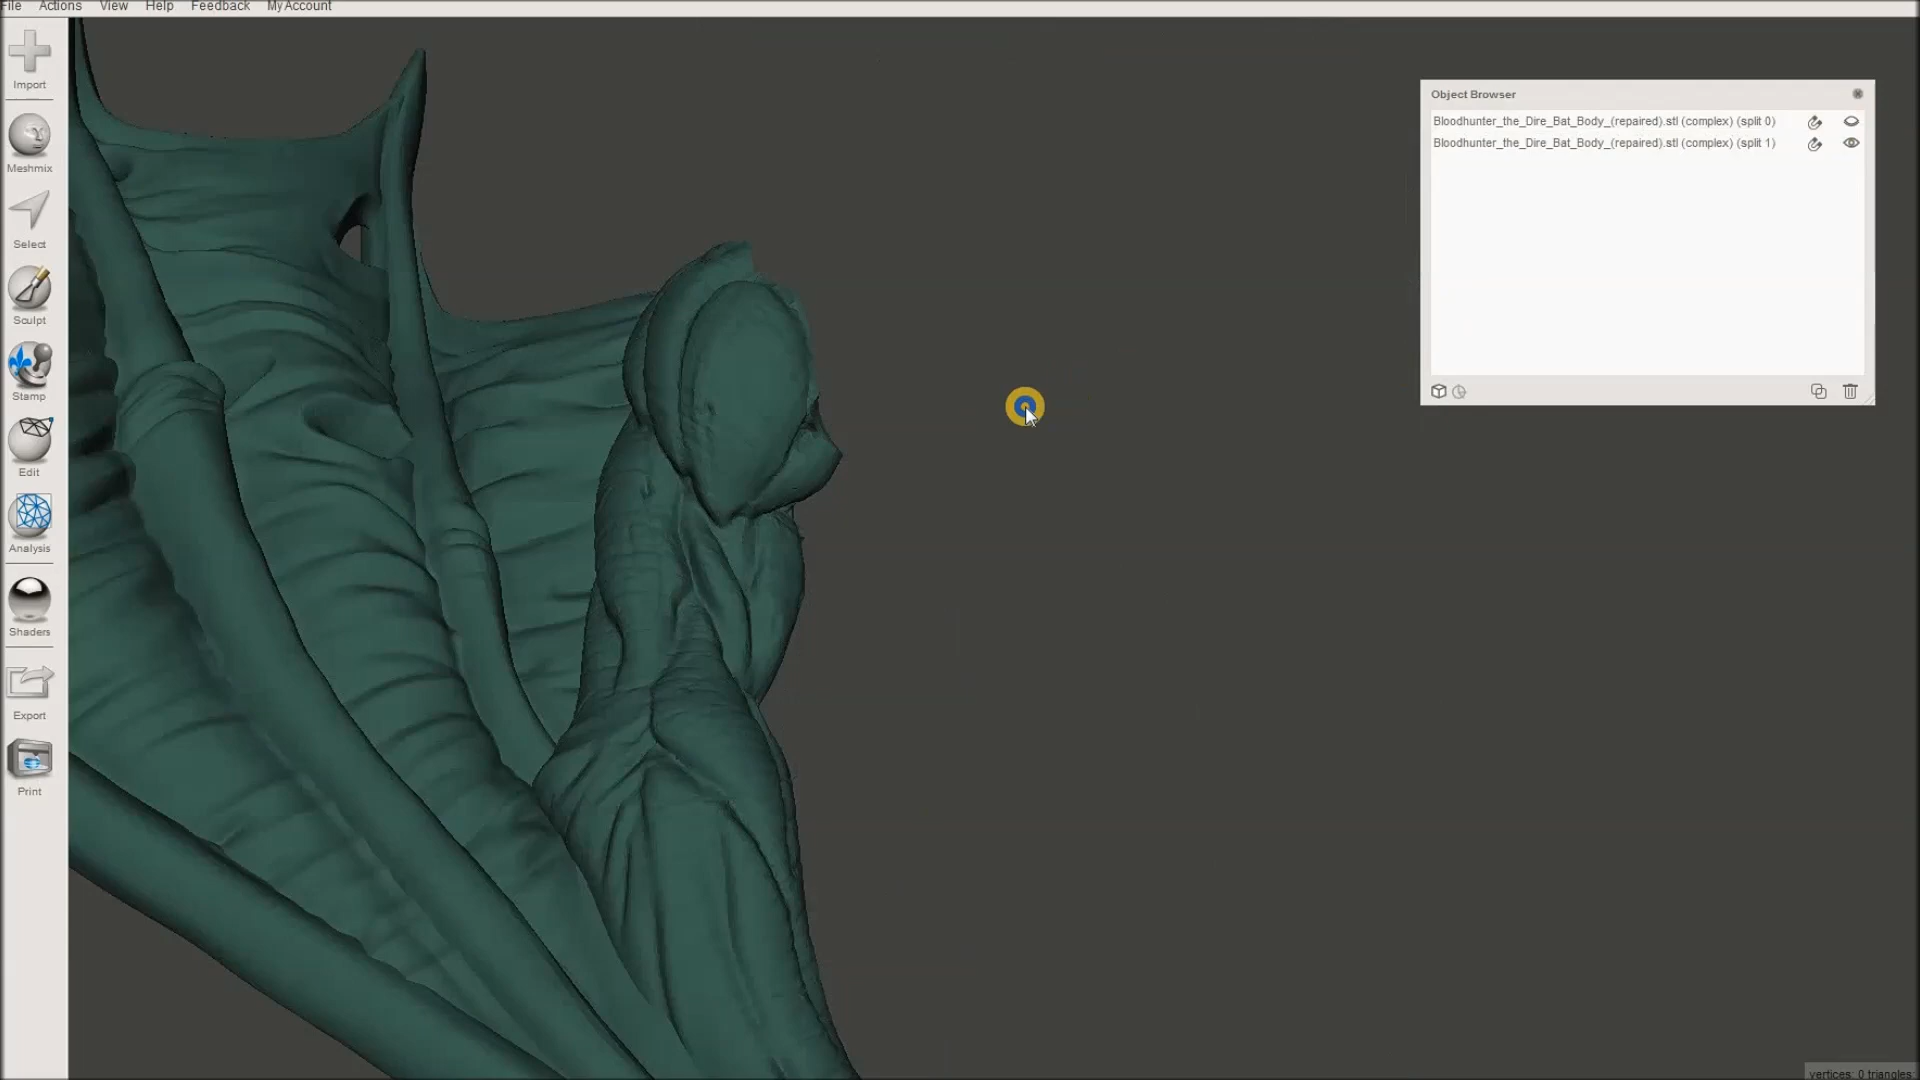 File Actions View Help Feedback My Account
Import
Meshmix
Select
Sculpt
Stamp
Edit
Analysis
Shaders
Export
Print
Object Browser
Bloodhunter_the_Dire_Bat_Body_(repaired).stl (complex) (split 0)
Bloodhunter_the_Dire_Bat_Body_(repaired).stl (complex) (split 1)
vertices: 0 triangles: